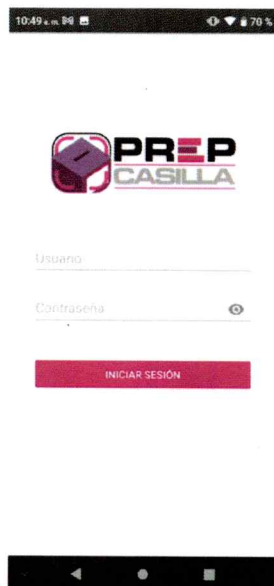 10:49 a. m.
70 %
PREP
CASILLA
Usuario
Contraseña
INICIAR SESIÓN